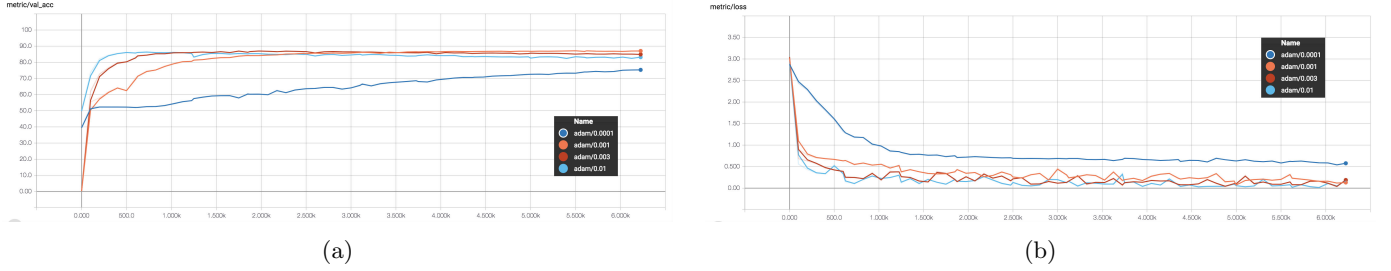 metric/val_acc
100
90.0
80.0
70.0
60.0
50.0
40.0
30.0
20.0
10.0
0.00
0.000 500.0 1.000k 1.500k 2.000k 2.500k 3.000k 3.500k 4.000k 4.500k 5.000k 5.500k 6.000k
Name
adam/0.0001
adam/0.001
adam/0.003
adam/0.01
(a)
metric/loss
3.50
3.00
2.50
2.00
1.50
1.00
0.500
0.00
0.000 500.0 1.000k 1.500k 2.000k 2.500k 3.000k 3.500k 4.000k 4.500k 5.000k 5.500k 6.000k
Name
adam/0.0001
adam/0.001
adam/0.003
adam/0.01
(b)